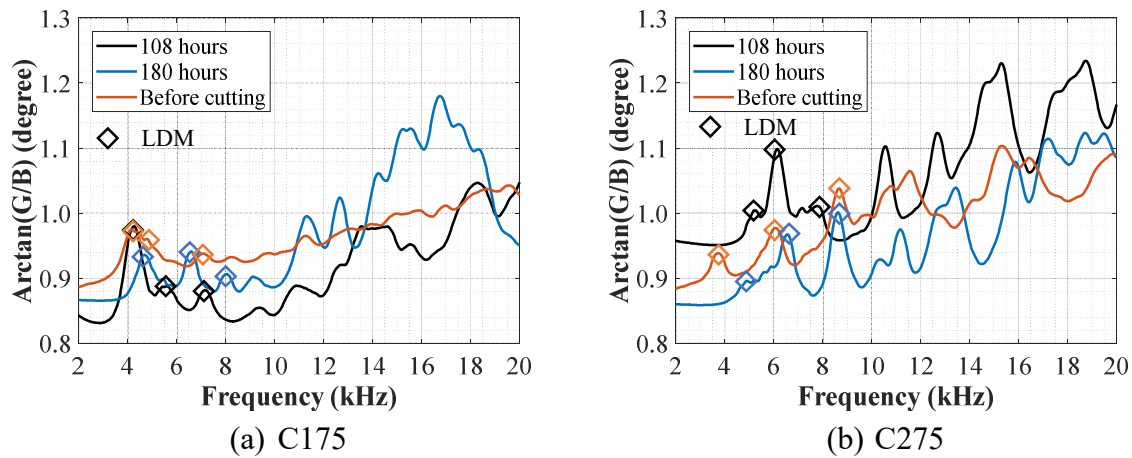 1.3
1.2
1.1
1.0
0.9
0.8
Arctan(G/B) (degree)
108 hours
180 hours
Before cutting
LDM
2 4 6 8 10 12 14 16 18 20
Frequency (kHz)
(a) C175
1.3
1.2
1.1
1.0
0.9
0.8
Arctan(G/B) (degree)
108 hours
180 hours
Before cutting
LDM
2 4 6 8 10 12 14 16 18 20
Frequency (kHz)
(b) C275